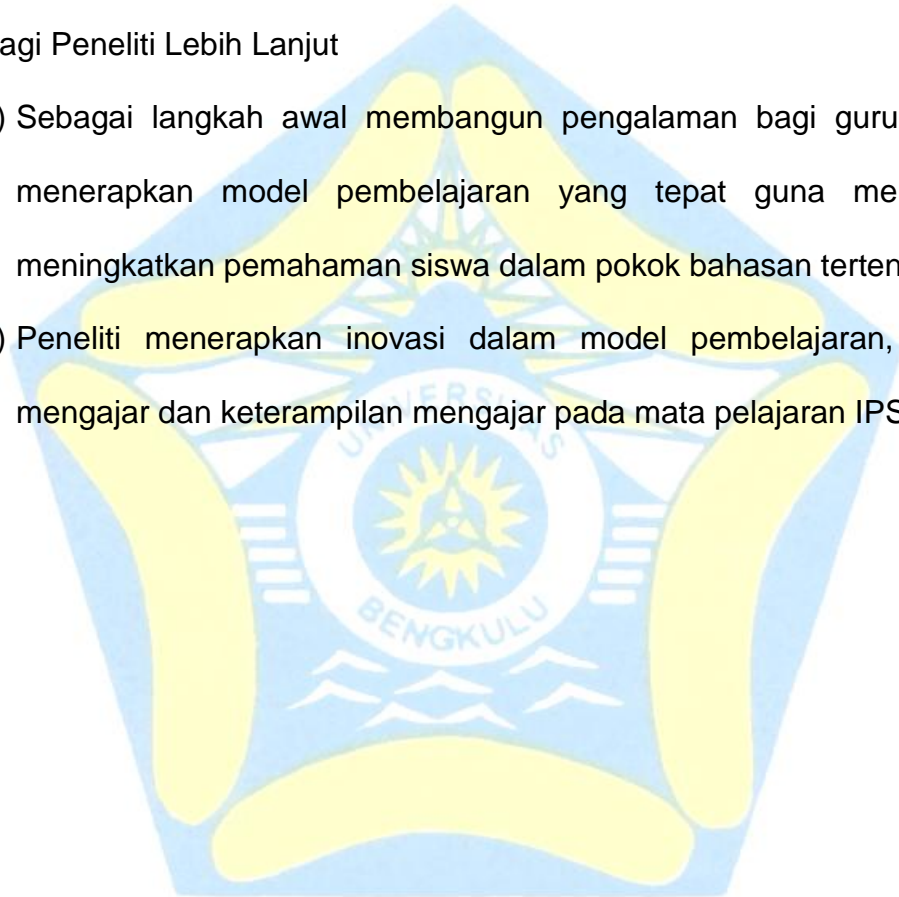 agi Peneliti Lebih Lanjut
) Sebagai langkah awal membangun pengalaman bagi guru
menerapkan model pembelajaran yang tepat guna me
meningkatkan pemahaman siswa dalam pokok bahasan terten
) Peneliti menerapkan inovasi dalam model pembelajaran,
mengajar dan keterampilan mengajar pada mata pelajaran IPS
UNIVERSITAS
BENGKULU